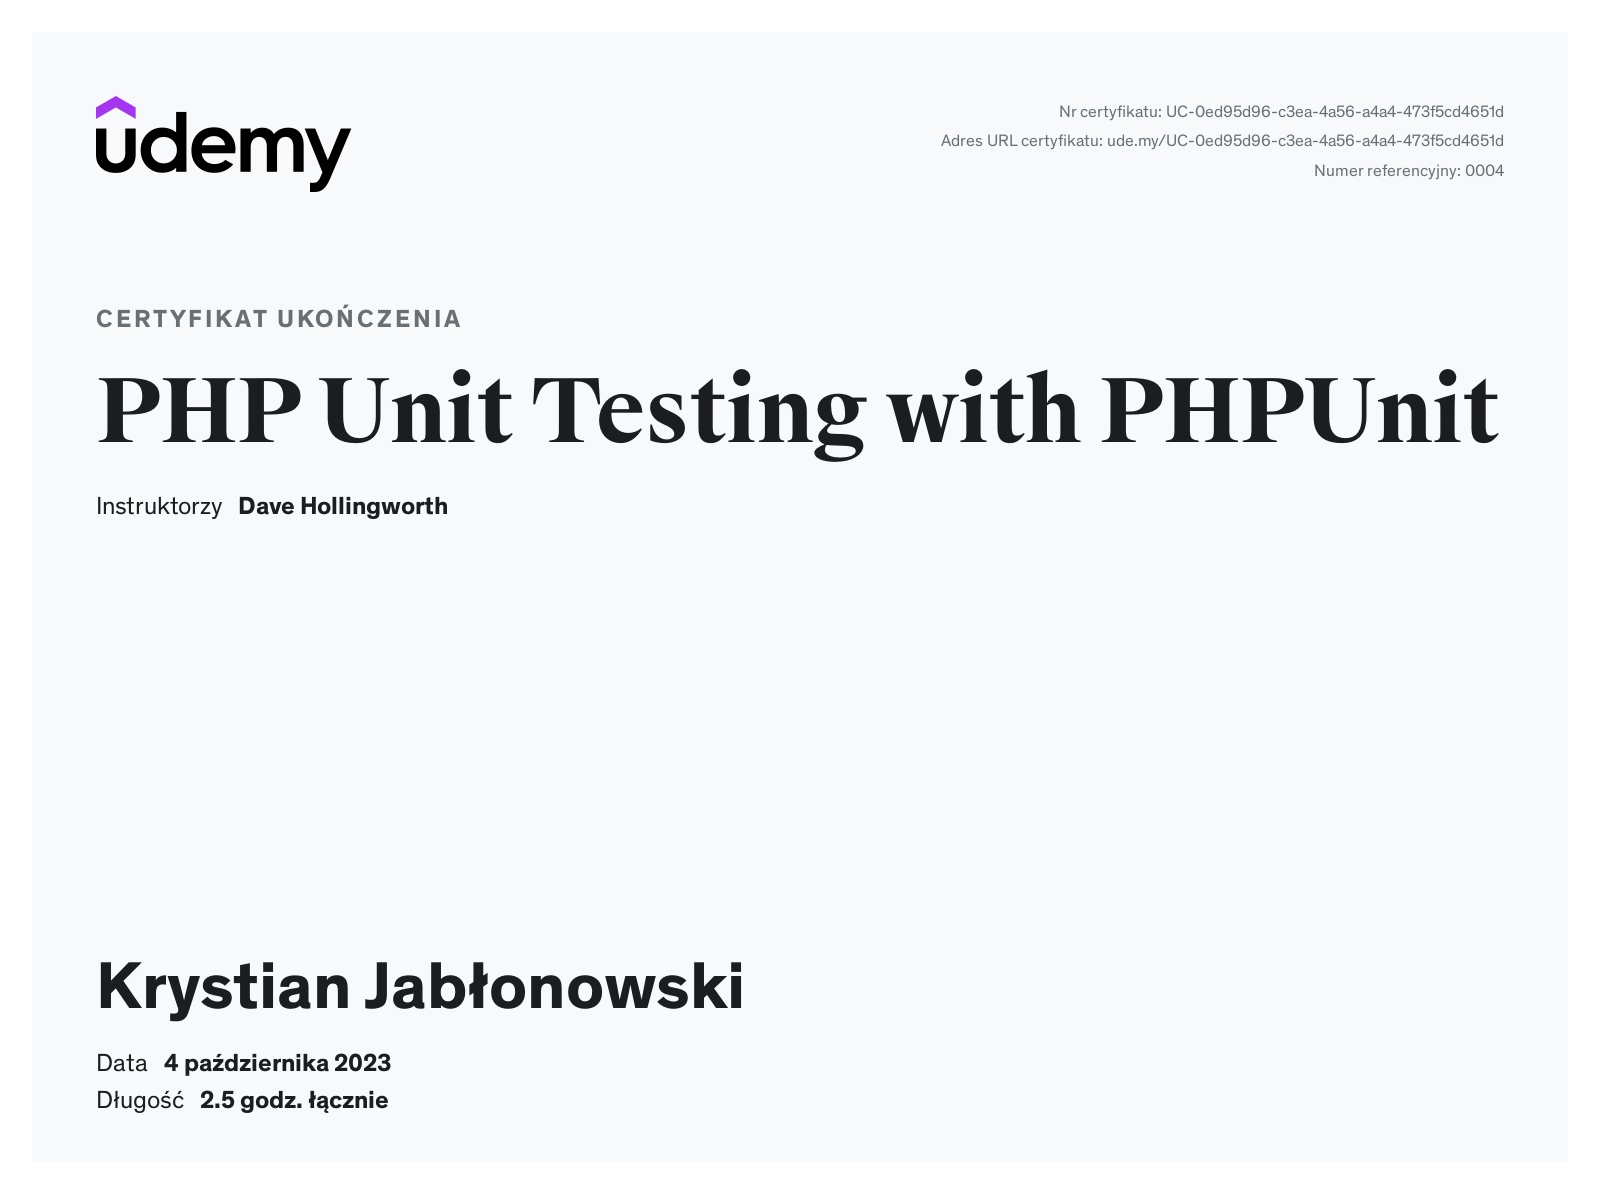 udemy
Nr certyfikatu: UC-0ed95d96-c3ea-4a56-a4a4-473f5cd4651d
Adres URL certyfikatu: ude.my/UC-0ed95d96-c3ea-4a56-a4a4-473f5cd4651d
Numer referencyjny: 0004
CERTYFIKAT UKOŃCZENIA
PHP Unit Testing with PHPUnit
Instruktorzy Dave Hollingworth
Krystian Jabłonowski
Data 4 października 2023
Długość 2.5 godz. łącznie